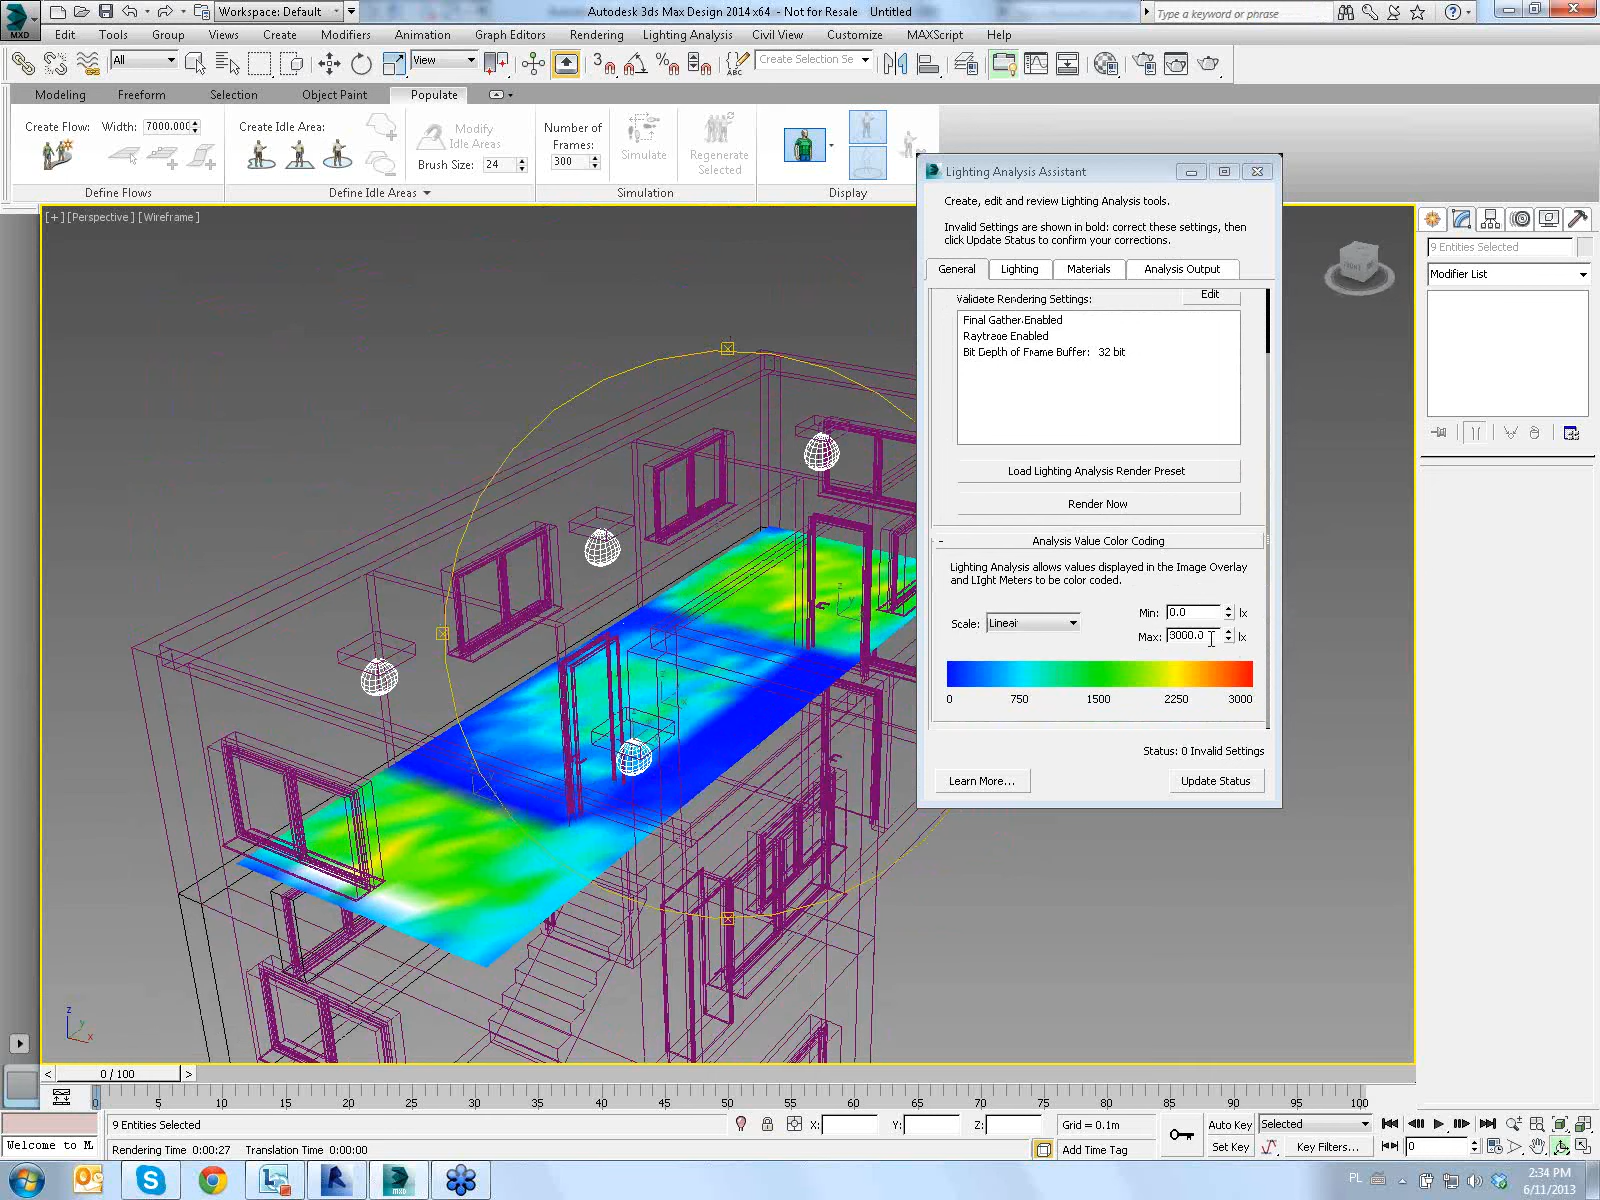 Workspace: Default
Autodesk 3ds Max Design 2014 x64 - Not for Resale Untitled
Type a keyword or phrase
MXD
Edit Tools Group Views Create Modifiers Animation Graph Editors Rendering Lighting Analysis Civil View Customize MAXScript Help
All
View
3
ABC
Create Selection Se
Modeling Freeform Selection Object Paint Populate
Create Flow: Width: 7000.000
Create Idle Area:
Modify Idle Areas
Brush Size: 24
Number of Frames: 300
Simulate
Regenerate Selected
Define Flows
Define Idle Areas
Simulation
Display
[+] [Perspective] [Wireframe]
FRONT
9 Entities Selected
Modifier List
Lighting Analysis Assistant
Create, edit and review Lighting Analysis tools.
Invalid Settings are shown in bold: correct these settings, then
click Update Status to confirm your corrections.
General Lighting Materials Analysis Output
Validate Rendering Settings: Edit
Final Gather Enabled
Raytrace Enabled
Bit Depth of Frame Buffer: 32 bit
Load Lighting Analysis Render Preset
Render Now
- Analysis Value Color Coding
Lighting Analysis allows values displayed in the Image Overlay
and LIght Meters to be color coded.
Scale: Linear
Min: 0.0 lx
Max: 3000.0 lx
0 750 1500 2250 3000
Status: 0 Invalid Settings
Learn More... Update Status
z
y
x
< 0 / 100 >
0 5 10 15 20 25 30 35 40 45 50 55 60 65 70 75 80 85 90 95 100
9 Entities Selected
X: Y: Z:
Grid = 0.1m
Auto Key Selected
Welcome to M
Rendering Time 0:00:27 Translation Time 0:00:00
Add Time Tag
Set Key Key Filters...
0
PL
2:34 PM
6/11/2013